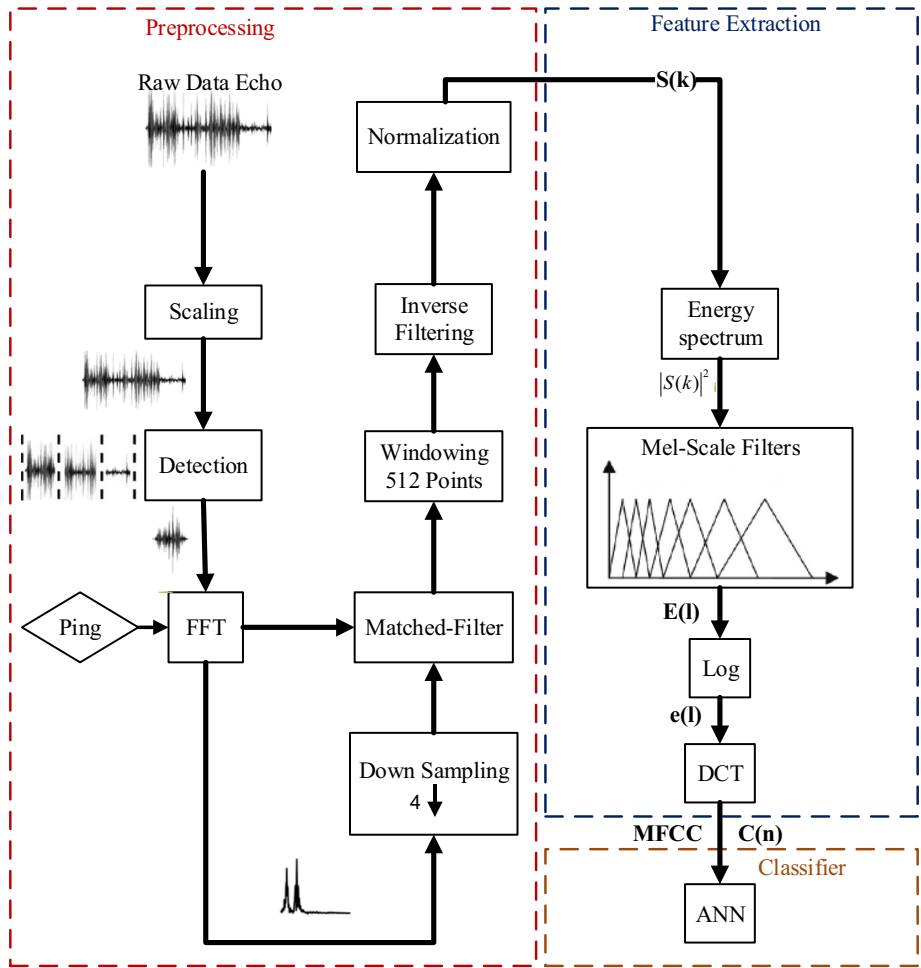 Preprocessing
Raw Data Echo
Scaling
Detection
Ping
FFT
Down Sampling
4
Matched-Filter
Windowing
512 Points
Inverse
Filtering
Normalization
Feature Extraction
S(k)
Energy
spectrum
|S(k)|²
Mel-Scale Filters
E(l)
Log
e(l)
DCT
MFCC C(n)
Classifier
ANN